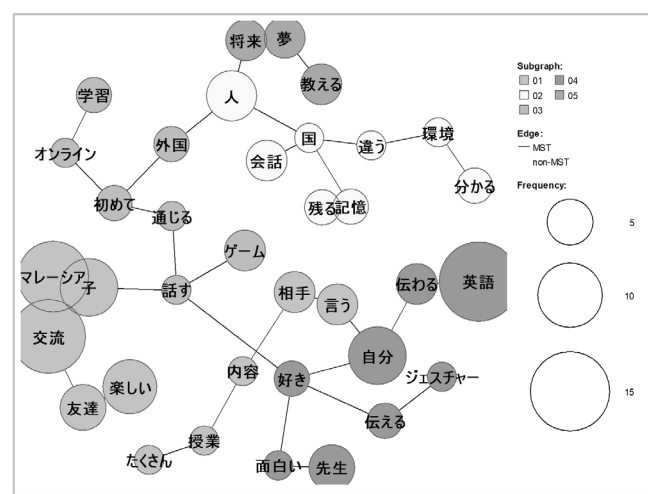 将来 夢
教える
学習
人
オンライン
外国
国
違う
環境
会話
分かる
初めて
通じる
残る
記憶
ゲーム
マレーシア
子
話す
相手
言う
伝わる
英語
交流
自分
内容
好き
ジェスチャー
楽しい
友達
伝える
授業
たくさん
面白い
先生
Subgraph:
01 04
02 05
03
Edge:
MST
non-MST
Frequency:
5
10
15